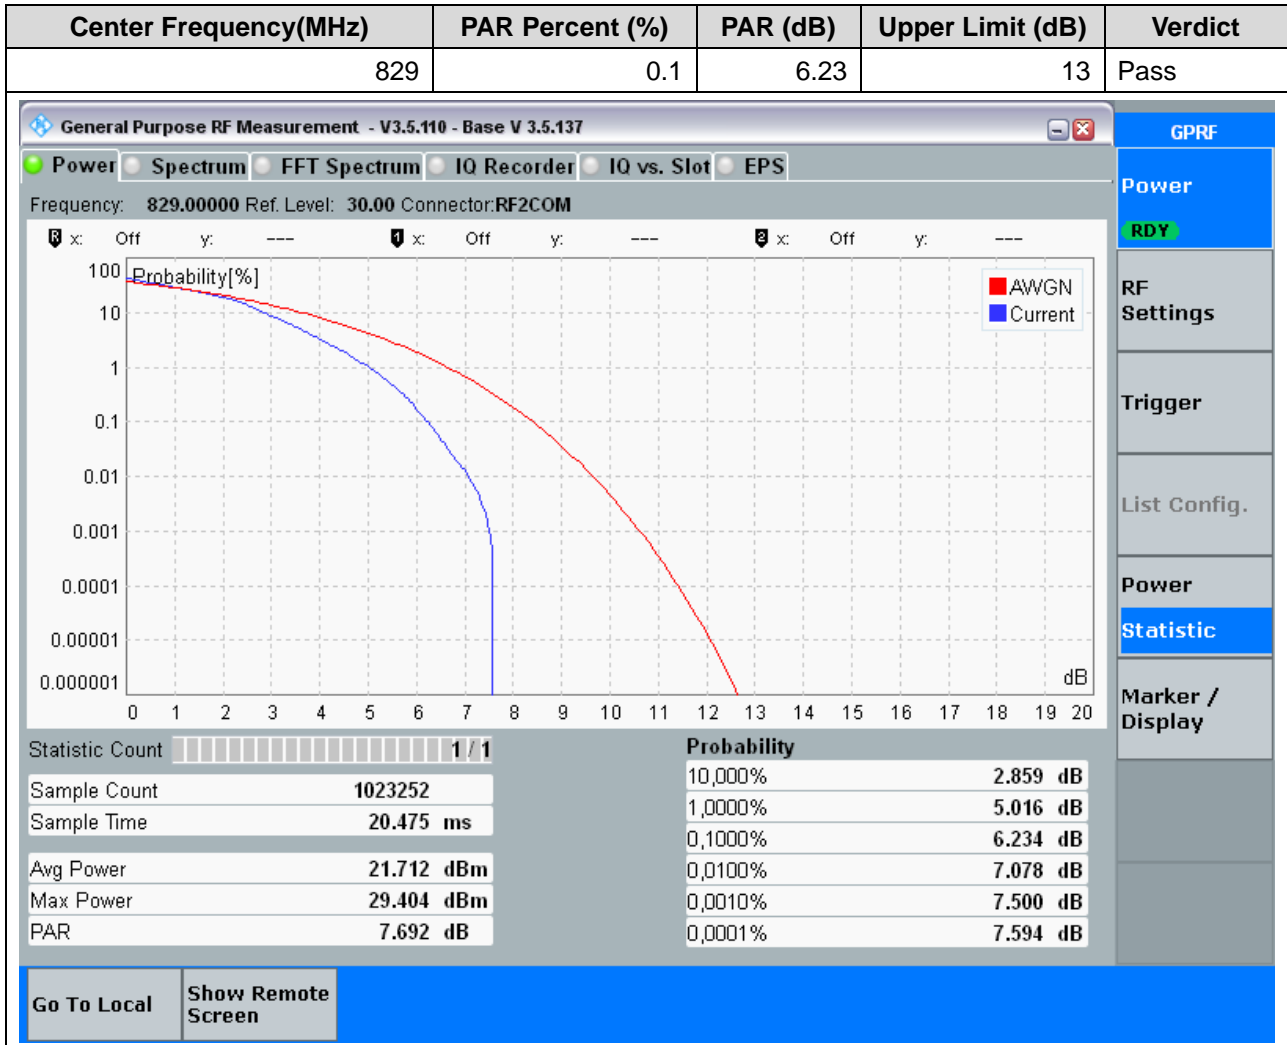 Center Frequency(MHz) PAR Percent (%) PAR (dB) Upper Limit (dB) Verdict
829 0.1 6.23 13 Pass
General Purpose RF Measurement - V3.5.110 - Base V 3.5.137
GPRF
Power Spectrum FFT Spectrum IQ Recorder IQ vs. Slot EPS
Frequency: 829.00000 Ref. Level: 30.00 Connector:RF2COM
Power
RDY
R x: Off y: --- 1 x: Off y: --- 2 x: Off y: ---
Probability[%]
AWGN
Current
100
10
1
0.1
0.01
0.001
0.0001
0.00001
0.000001
dB
0 1 2 3 4 5 6 7 8 9 10 11 12 13 14 15 16 17 18 19 20
RF
Settings
Trigger
List Config.
Power
Statistic
Marker /
Display
Statistic Count 1 / 1
Sample Count 1023252
Sample Time 20.475 ms
Avg Power 21.712 dBm
Max Power 29.404 dBm
PAR 7.692 dB
Probability
10,000% 2.859 dB
1,0000% 5.016 dB
0,1000% 6.234 dB
0,0100% 7.078 dB
0,0010% 7.500 dB
0,0001% 7.594 dB
Go To Local
Show Remote
Screen